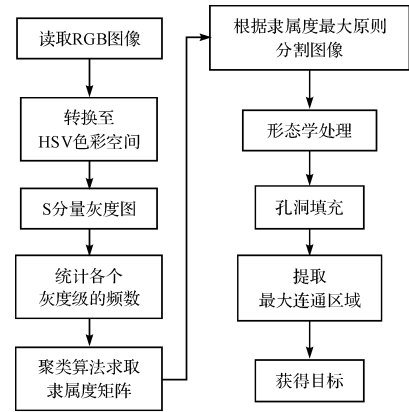 读取RGB图像
转换至
HSV色彩空间
S分量灰度图
统计各个
灰度级的频数
聚类算法求取
隶属度矩阵
根据隶属度最大原则
分割图像
形态学处理
孔洞填充
提取
最大连通区域
获得目标